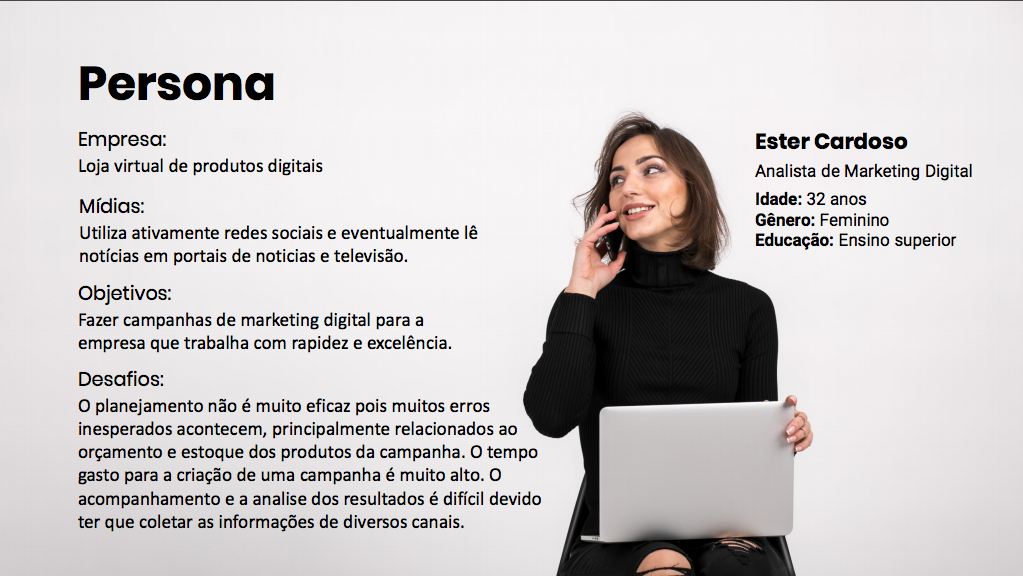 Persona
Empresa:
Loja virtual de produtos digitais
Mídias:
Utiliza ativamente redes sociais e eventualmente lê
notícias em portais de noticias e televisão.
Objetivos:
Fazer campanhas de marketing digital para a
empresa que trabalha com rapidez e excelência.
Desafios:
O planejamento não é muito eficaz pois muitos erros
inesperados acontecem, principalmente relacionados ao
orçamento e estoque dos produtos da campanha. O tempo
gasto para a criação de uma campanha é muito alto. O
acompanhamento e a analise dos resultados é difícil devido
ter que coletar as informações de diversos canais.
Ester Cardoso
Analista de Marketing Digital
Idade: 32 anos
Gênero: Feminino
Educação: Ensino superior